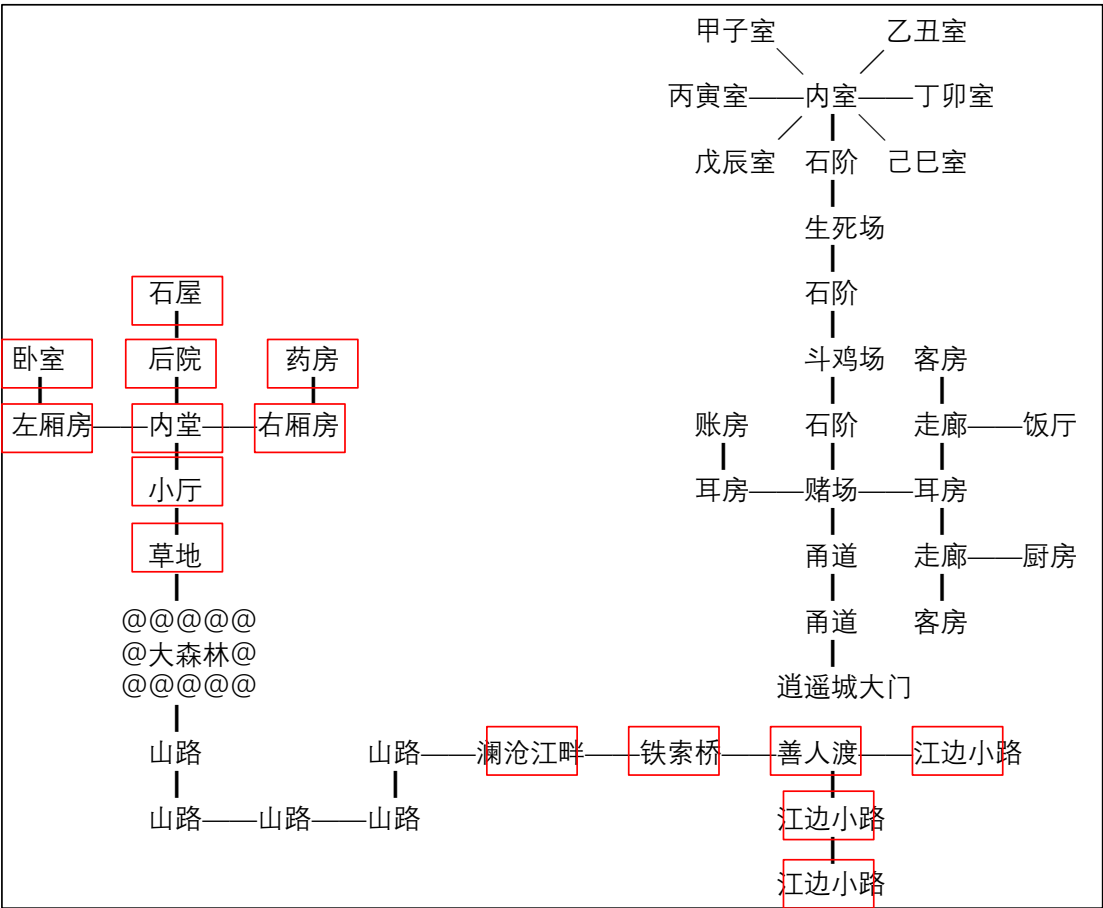 甲子室 乙丑室
丙寅室——内室——丁卯室
戊辰室 石阶 己巳室
生死场
石屋 石阶
卧室 后院 药房 斗鸡场 客房
左厢房——内堂——右厢房 账房 石阶 走廊——饭厅
小厅 耳房——赌场——耳房
草地 甬道 走廊——厨房
@@@@@ 甬道 客房
@大森林@
@@@@@ 逍遥城大门
山路 山路——澜沧江畔——铁索桥——善人渡——江边小路
山路——山路——山路 江边小路
江边小路